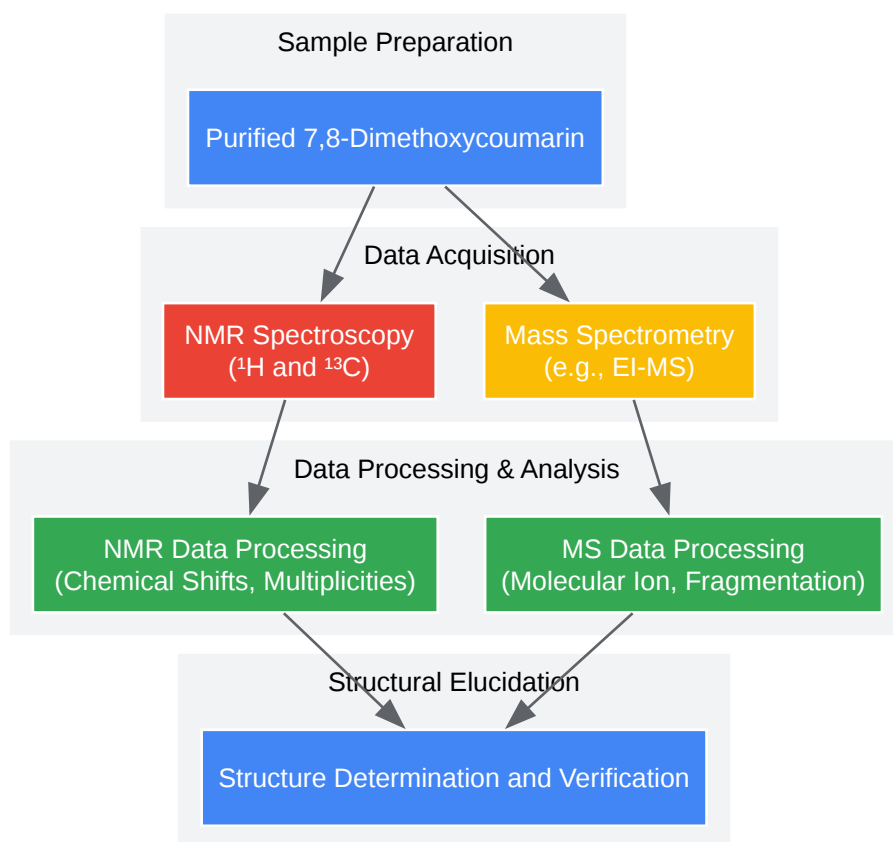 Sample Preparation
Purified 7,8-Dimethoxycoumarin
Data Acquisition
NMR Spectroscopy
(¹H and ¹³C)
Mass Spectrometry
(e.g., EI-MS)
Data Processing & Analysis
NMR Data Processing
(Chemical Shifts, Multiplicities)
MS Data Processing
(Molecular Ion, Fragmentation)
Structural Elucidation
Structure Determination and Verification